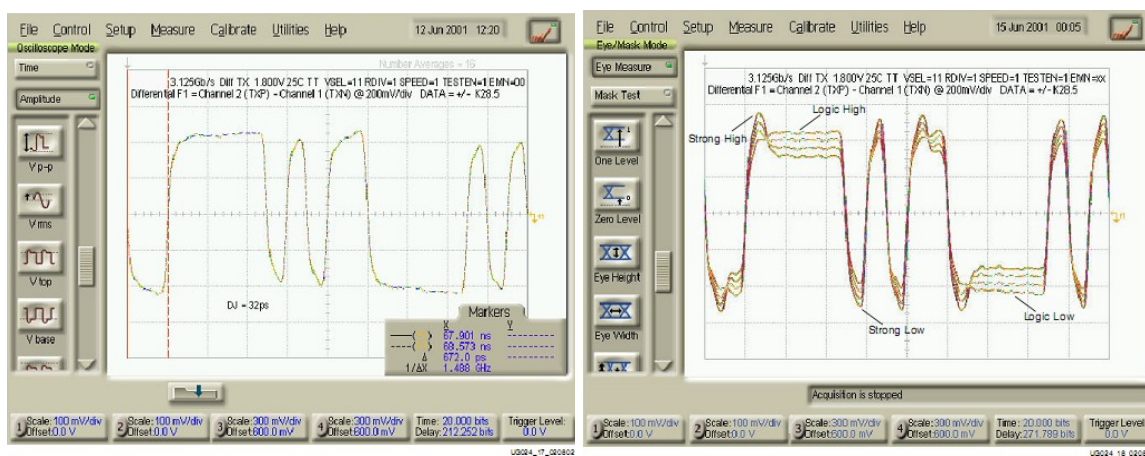 File Control Setup Measure Calibrate Utilities Help 12 Jun 2001 12:20
Oscilloscope Mode
Time
Amplitude
V p-p
V rms
V top
V base
Number Averages = 16
3.125Gb/s Diff TX 1.800V 25C TT VSEL=11 RDIV=1 SPEED=1 TESTEN=1 EMN=00
Differential F1 = Channel 2 (TXP) - Channel 1 (TXN) @ 200mV/div DATA = +/- K28.5
DJ = 32ps
Markers
X Y
67.901 ns
68.573 ns
Δ 672.0 ps
1/ΔX 1.488 GHz
1 Scale: 100 mV/div Offset:0.0 V
2 Scale: 100 mV/div Offset:0.0 V
3 Scale: 300 mV/div Offset:600.0 mV
4 Scale: 300 mV/div Offset:600.0 mV
Time: 20.000 bits Delay:212.252 bits
Trigger Level: 0.0 V
UG024_17_020802
File Control Setup Measure Calibrate Utilities Help 15 Jun 2001 00:05
Eye/Mask Mode
Eye Measure
Mask Test
One Level
Zero Level
Eye Height
Eye Width
3.125Gb/s Diff TX 1.800V 25C TT VSEL=11 RDIV=1 SPEED=1 TESTEN=1 EMN=xx
Differential F1 = Channel 2 (TXP) - Channel 1 (TXN) @ 200mV/div DATA = +/- K28.5
Logic High
Strong High
Logic Low
Strong Low
Acquisition is stopped
1 Scale: 100 mV/div Offset:0.0 V
2 Scale: 100 mV/div Offset:0.0 V
3 Scale: 300 mV/div Offset:600.0 mV
4 Scale: 300 mV/div Offset:600.0 mV
Time: 20.000 bits Delay:271.789 bits
Trigger Level: 0.0 V